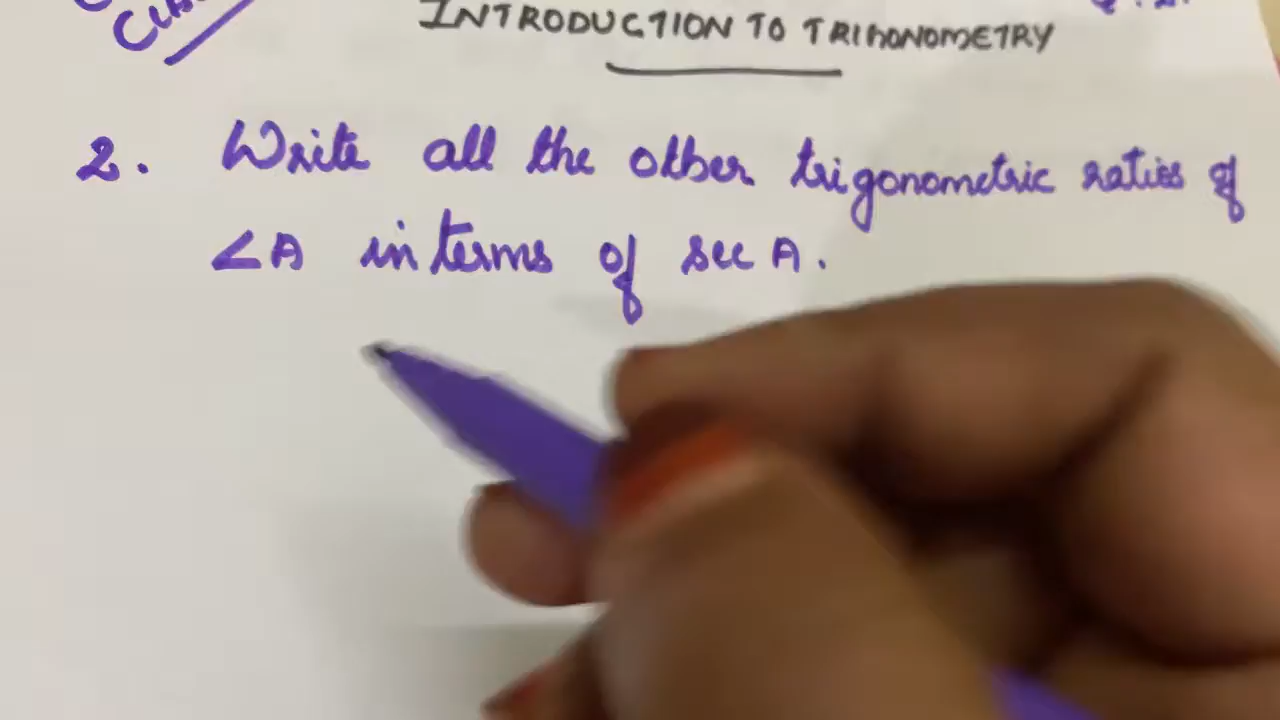 INTRODUCTION TO TRIGONOMETRY
2. Write all the other trigonometric ratios of
∠A in terms of sec A.